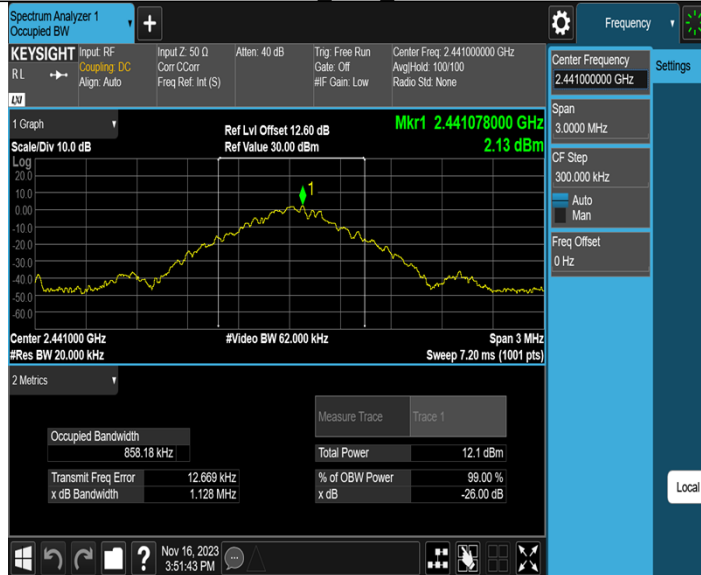 Spectrum Analyzer 1
Occupied BW
Frequency
KEYSIGHT
RL
LXI
Input: RF
Coupling: DC
Align: Auto
Input Z: 50 Ω
Corr CCorr
Freq Ref: Int (S)
Atten: 40 dB
Trig: Free Run
Gate: Off
#IF Gain: Low
Center Freq: 2.441000000 GHz
Avg|Hold: 100/100
Radio Std: None
1 Graph
Scale/Div 10.0 dB
Ref Lvl Offset 12.60 dB
Ref Value 30.00 dBm
Mkr1 2.441078000 GHz
2.13 dBm
Log
20.0
10.0
0.00
-10.0
-20.0
-30.0
-40.0
-50.0
-60.0
1
Center 2.441000 GHz
#Res BW 20.000 kHz
#Video BW 62.000 kHz
Span 3 MHz
Sweep 7.20 ms (1001 pts)
2 Metrics
Measure Trace
Trace 1
Occupied Bandwidth
858.18 kHz
Total Power
12.1 dBm
Transmit Freq Error
12.669 kHz
% of OBW Power
99.00 %
x dB Bandwidth
1.128 MHz
x dB
-26.00 dB
Nov 16, 2023
3:51:43 PM
Center Frequency
2.441000000 GHz
Settings
Span
3.0000 MHz
CF Step
300.000 kHz
Auto
Man
Freq Offset
0 Hz
Local